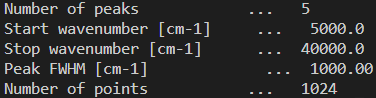 Number of peaks ... 5
Start wavenumber [cm-1] ... 5000.0
Stop wavenumber [cm-1] ... 40000.0
Peak FWHM [cm-1] ... 1000.00
Number of points ... 1024